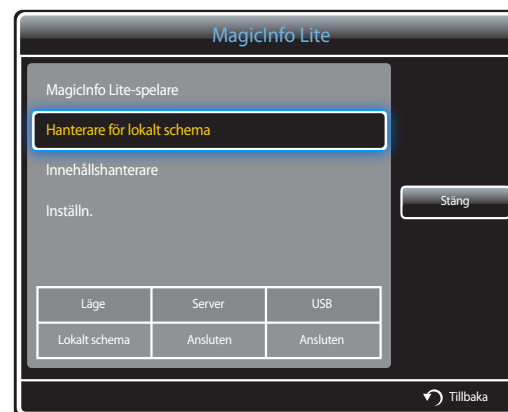 MagicInfo Lite
MagicInfo Lite-spelare
Hanterare för lokalt schema
Innehållshanterare
Inställn.
Stäng
Läge Server USB
Lokalt schema Ansluten Ansluten
Tillbaka